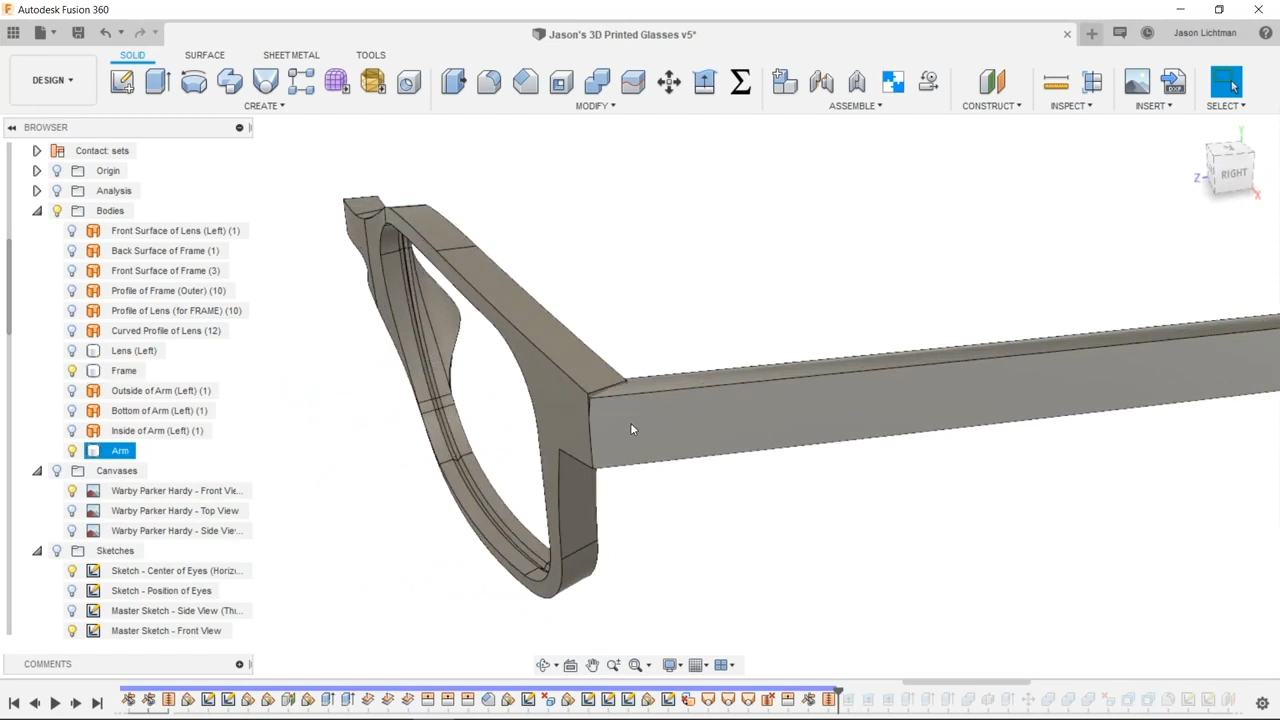 Autodesk Fusion 360
Jason's 3D Printed Glasses v5*
Jason Lichtman
DESIGN
SOLID
SURFACE
SHEET METAL
TOOLS
CREATE
MODIFY
ASSEMBLE
CONSTRUCT
INSPECT
INSERT
SELECT
BROWSER
Contact: sets
Origin
Analysis
Bodies
Front Surface of Lens (Left) (1)
Back Surface of Frame (1)
Front Surface of Frame (3)
Profile of Frame (Outer) (10)
Profile of Lens (for FRAME) (10)
Curved Profile of Lens (12)
Lens (Left)
Frame
Outside of Arm (Left) (1)
Bottom of Arm (Left) (1)
Inside of Arm (Left) (1)
Arm
Canvases
Warby Parker Hardy - Front Vie...
Warby Parker Hardy - Top View
Warby Parker Hardy - Side Vie...
Sketches
Sketch - Center of Eyes (Horiz...
Sketch - Position of Eyes
Master Sketch - Side View (Thi...
Master Sketch - Front View
COMMENTS
Y
Z
X
RIGHT